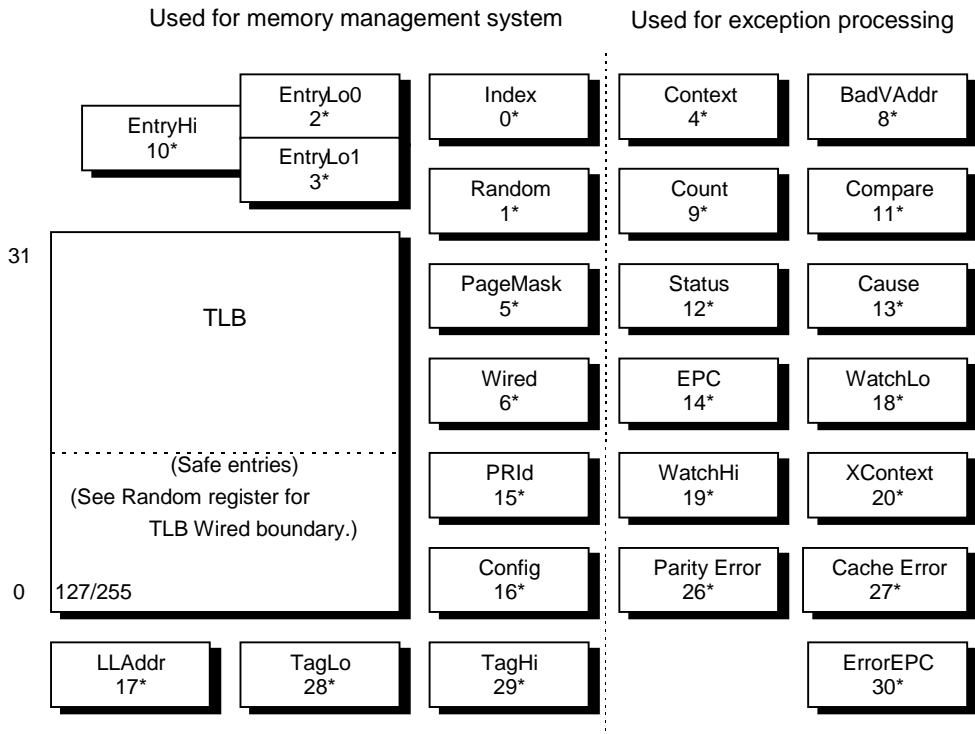 Used for memory management system
Used for exception processing
EntryHi
10*
EntryLo0
2*
EntryLo1
3*
Index
0*
Context
4*
BadVAddr
8*
Random
1*
Count
9*
Compare
11*
31
TLB
PageMask
5*
Status
12*
Cause
13*
Wired
6*
EPC
14*
WatchLo
18*
(Safe entries)
(See Random register for
TLB Wired boundary.)
PRId
15*
WatchHi
19*
XContext
20*
0
127/255
Config
16*
Parity Error
26*
Cache Error
27*
LLAddr
17*
TagLo
28*
TagHi
29*
ErrorEPC
30*